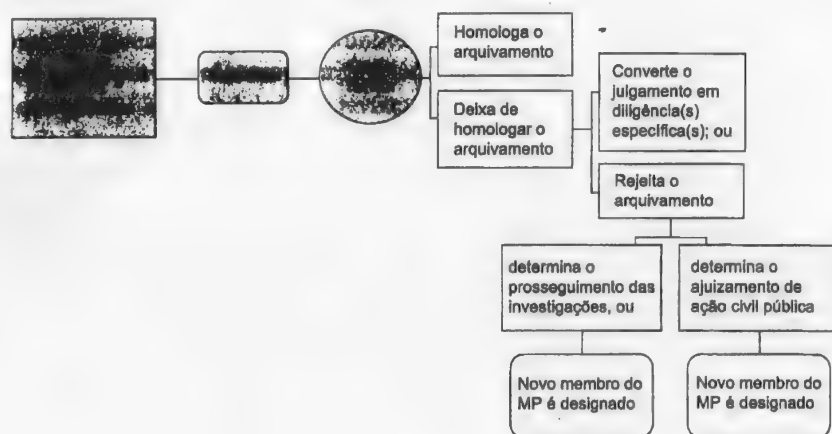 Homologa o
arquivamento
Deixa de
homologar o
arquivamento
Converte o
julgamento em
diligência(s)
específica(s); ou
Rejeita o
arquivamento
determina o
prosseguimento das
investigações, ou
determina o
ajuizamento de
ação civil pública
Novo membro do
MP é designado
Novo membro do
MP é designado